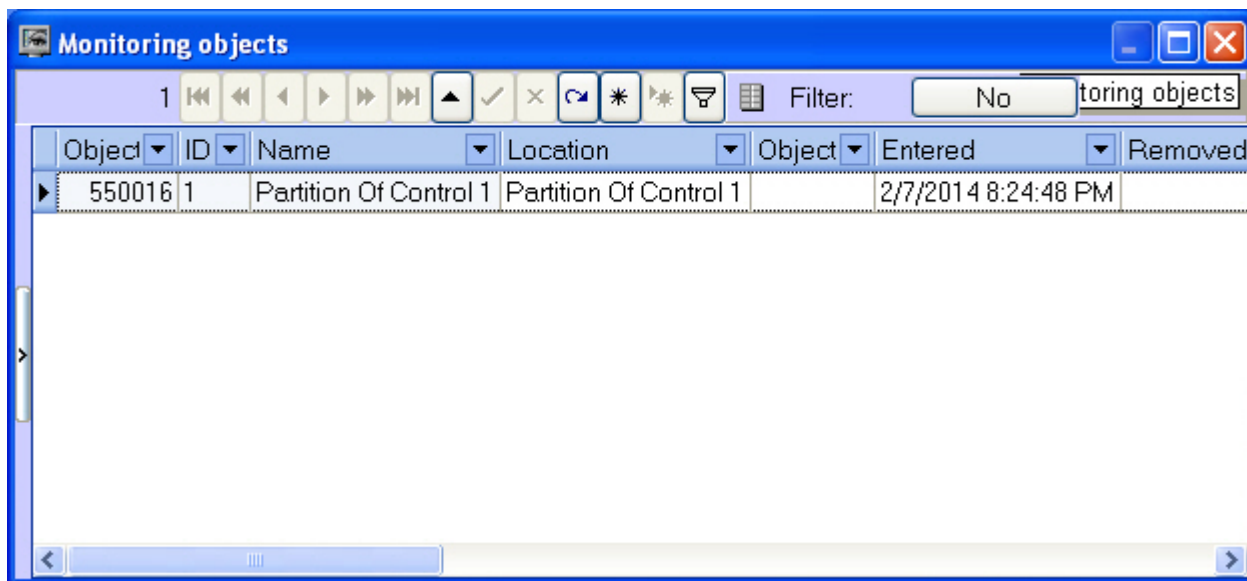 Monitoring objects
1 Filter: No toring objects
Object ID Name Location Object Entered Removed
550016 1 Partition Of Control 1 Partition Of Control 1 2/7/2014 8:24:48 PM